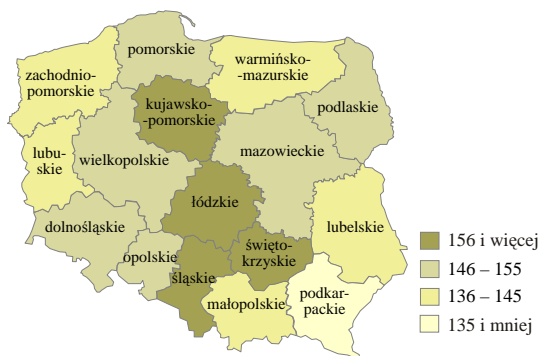 pomorskie
warmińsko-
-mazurskie
zachodnio-
pomorskie
podlaskie
kujawsko-
-pomorskie
lubu-
skie
wielkopolskie
mazowieckie
łódzkie
lubelskie
dolnośląskie
opolskie
śląskie
święto-
krzyskie
małopolskie
podkar-
packie
156 i więcej
146 – 155
136 – 145
135 i mniej